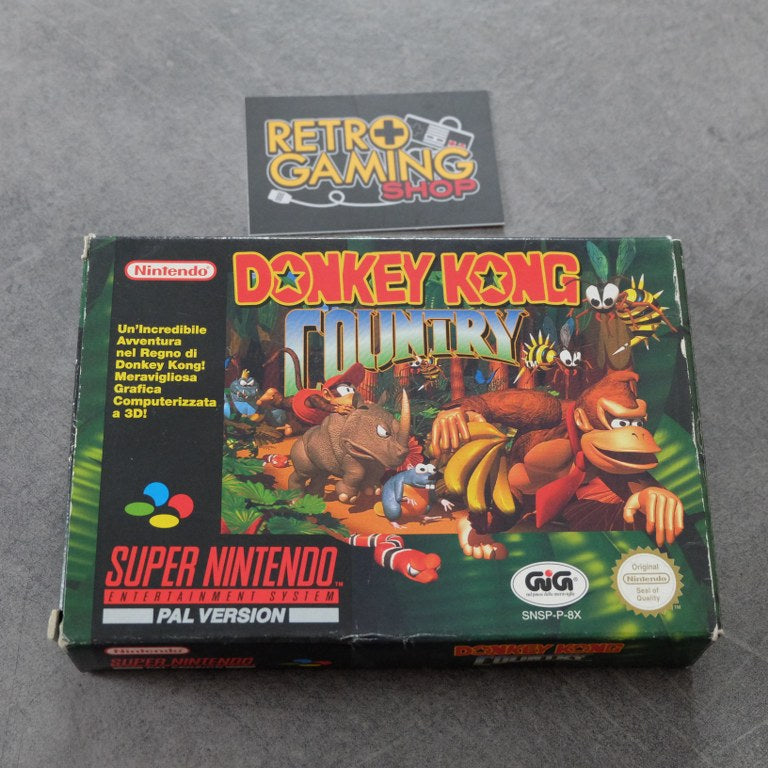 RETRO
GAMING
SHOP
Nintendo
DONKEY KONG
COUNTRY
Un'Incredibile
Avventura
nel Regno di
Donkey Kong!
Meravigliosa
Grafica
Computerizzata
a 3D!
SUPER NINTENDO
TM
ENTERTAINMENT SYSTEM
PAL VERSION
GiG
SNSP-P-8X
Original
Nintendo
Seal of
Quality
TM
Nintendo
SUPER NINTENDO
DONKEY KONG
COUNTRY